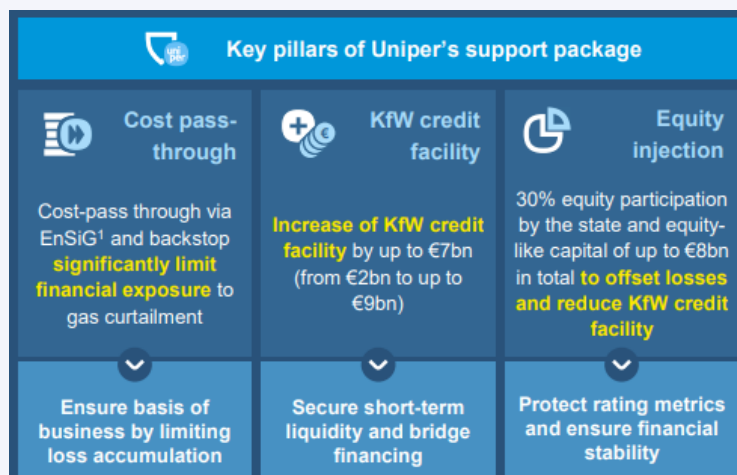 uni
per
Key pillars of Uniper's support package
Cost pass-
through
Cost-pass through via
EnSiG¹ and backstop
significantly limit
financial exposure to
gas curtailment
Ensure basis of
business by limiting
loss accumulation
KfW credit
facility
Increase of KfW credit
facility by up to €7bn
(from €2bn to up to
€9bn)
Secure short-term
liquidity and bridge
financing
Equity
injection
30% equity participation
by the state and equity-
like capital of up to €8bn
in total to offset losses
and reduce KfW credit
facility
Protect rating metrics
and ensure financial
stability